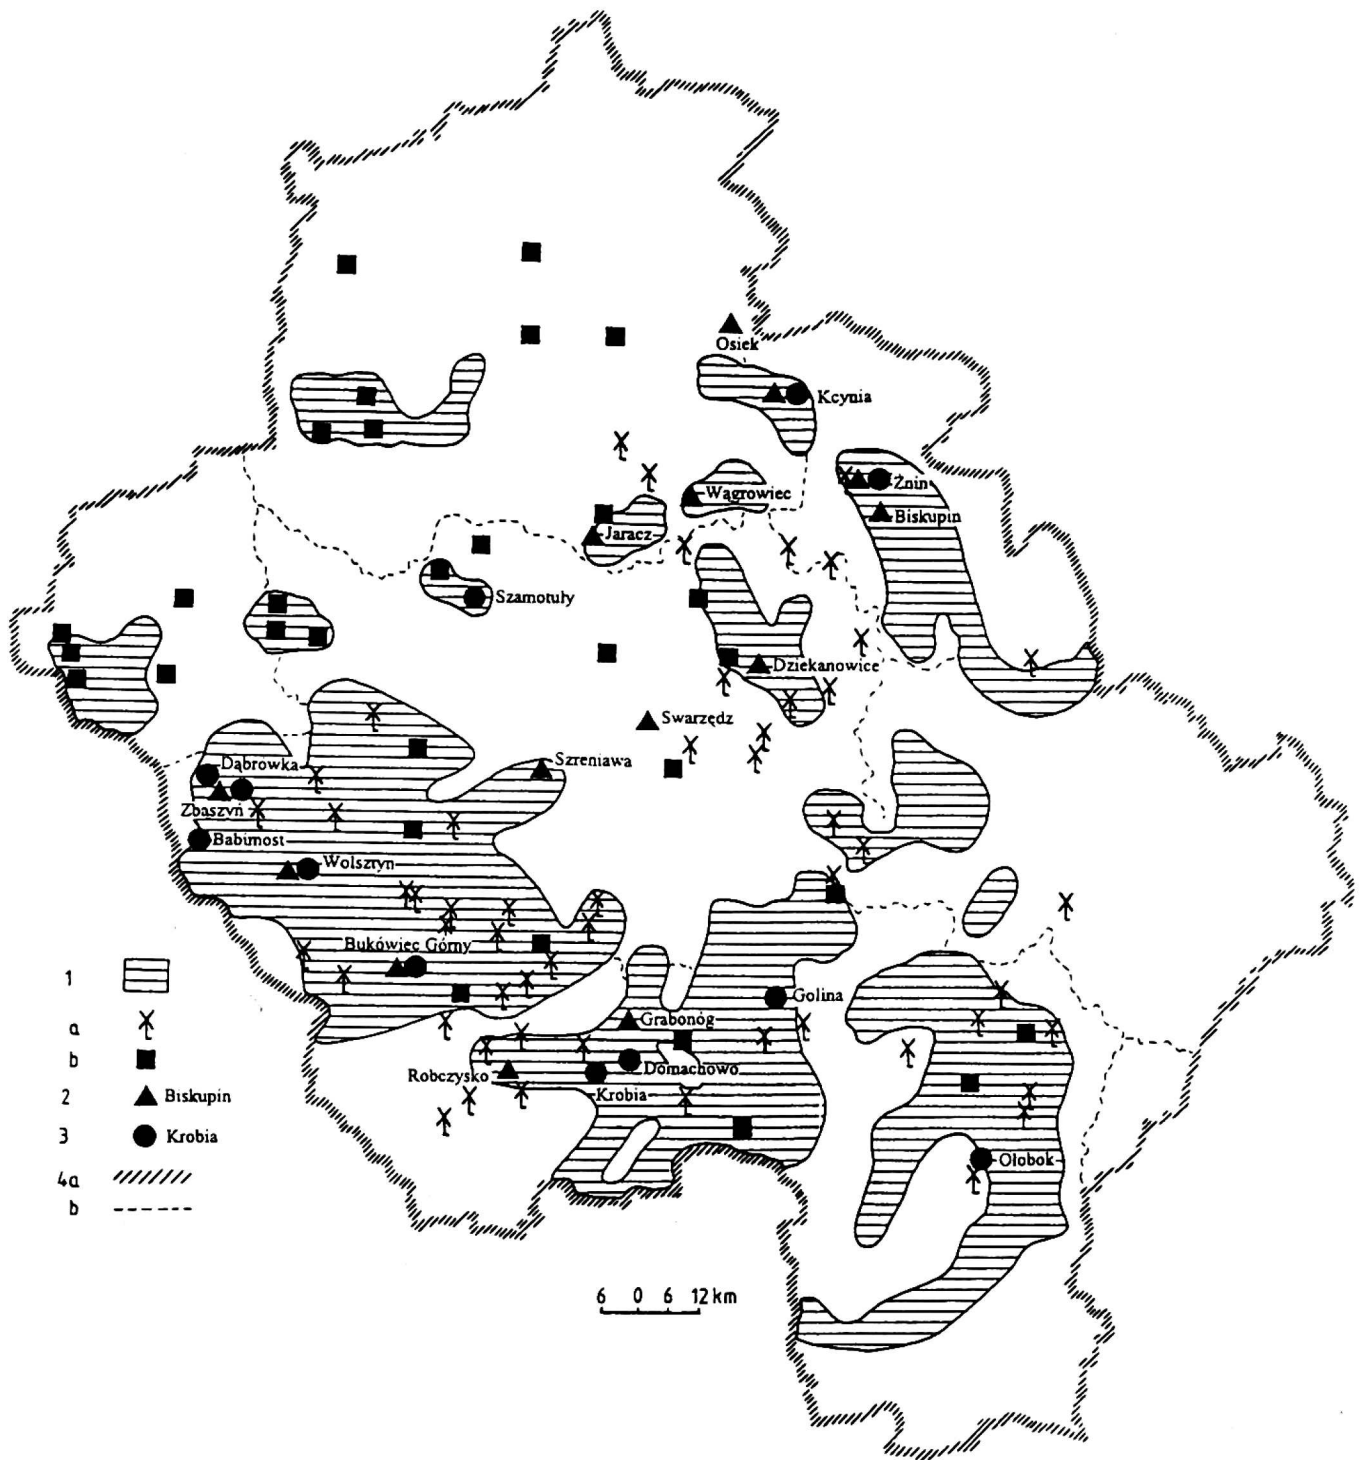 Osiek
Kcynia
Żnin
Wągrowiec
Biskupin
Jaracz
Szamotuły
Dziekanowice
Swarzędz
Szreniawa
Dąbrowka
Zbąszyń
Babimost
Wolsztyn
Bukówiec Górny
Golina
Grabonóg
Domachowo
Robczysko
Krobia
Ołobok
1
a
b
2 Biskupin
3 Krobia
4a
b
6 0 6 12 km